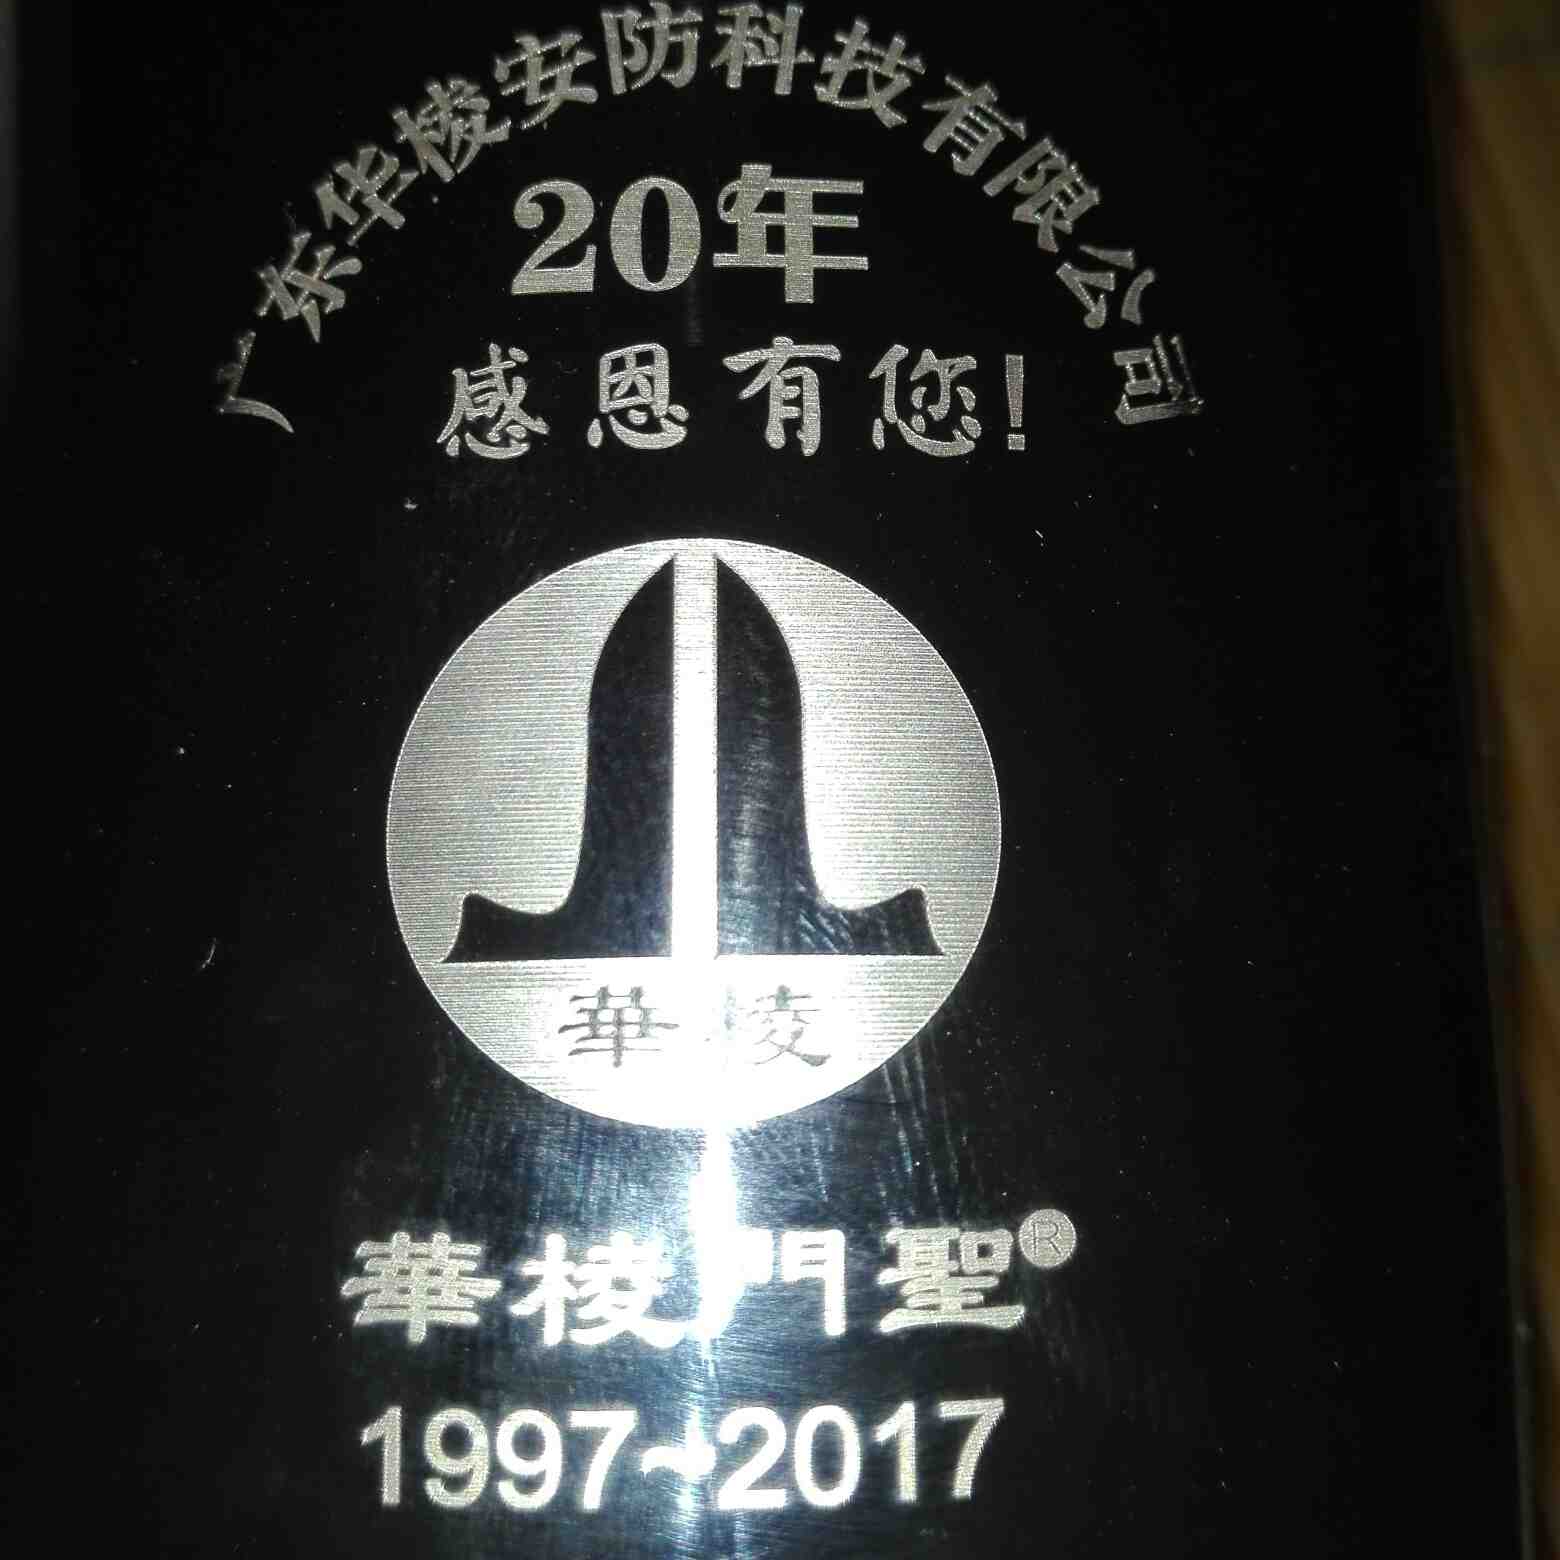 广东华棱安防科技有限公司
20年
感恩有您!
華棱
華棱門聖®
1997~2017